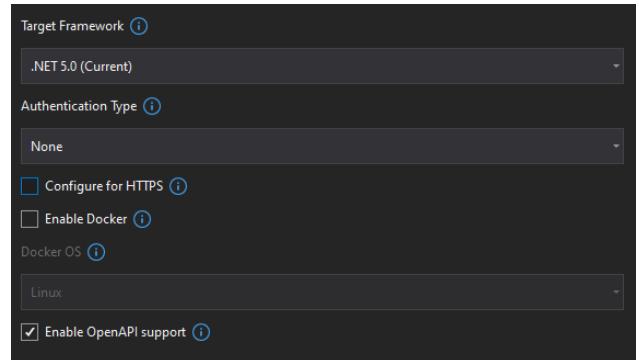 Target Framework
.NET 5.0 (Current)
Authentication Type
None
Configure for HTTPS
Enable Docker
Docker OS
Linux
Enable OpenAPI support